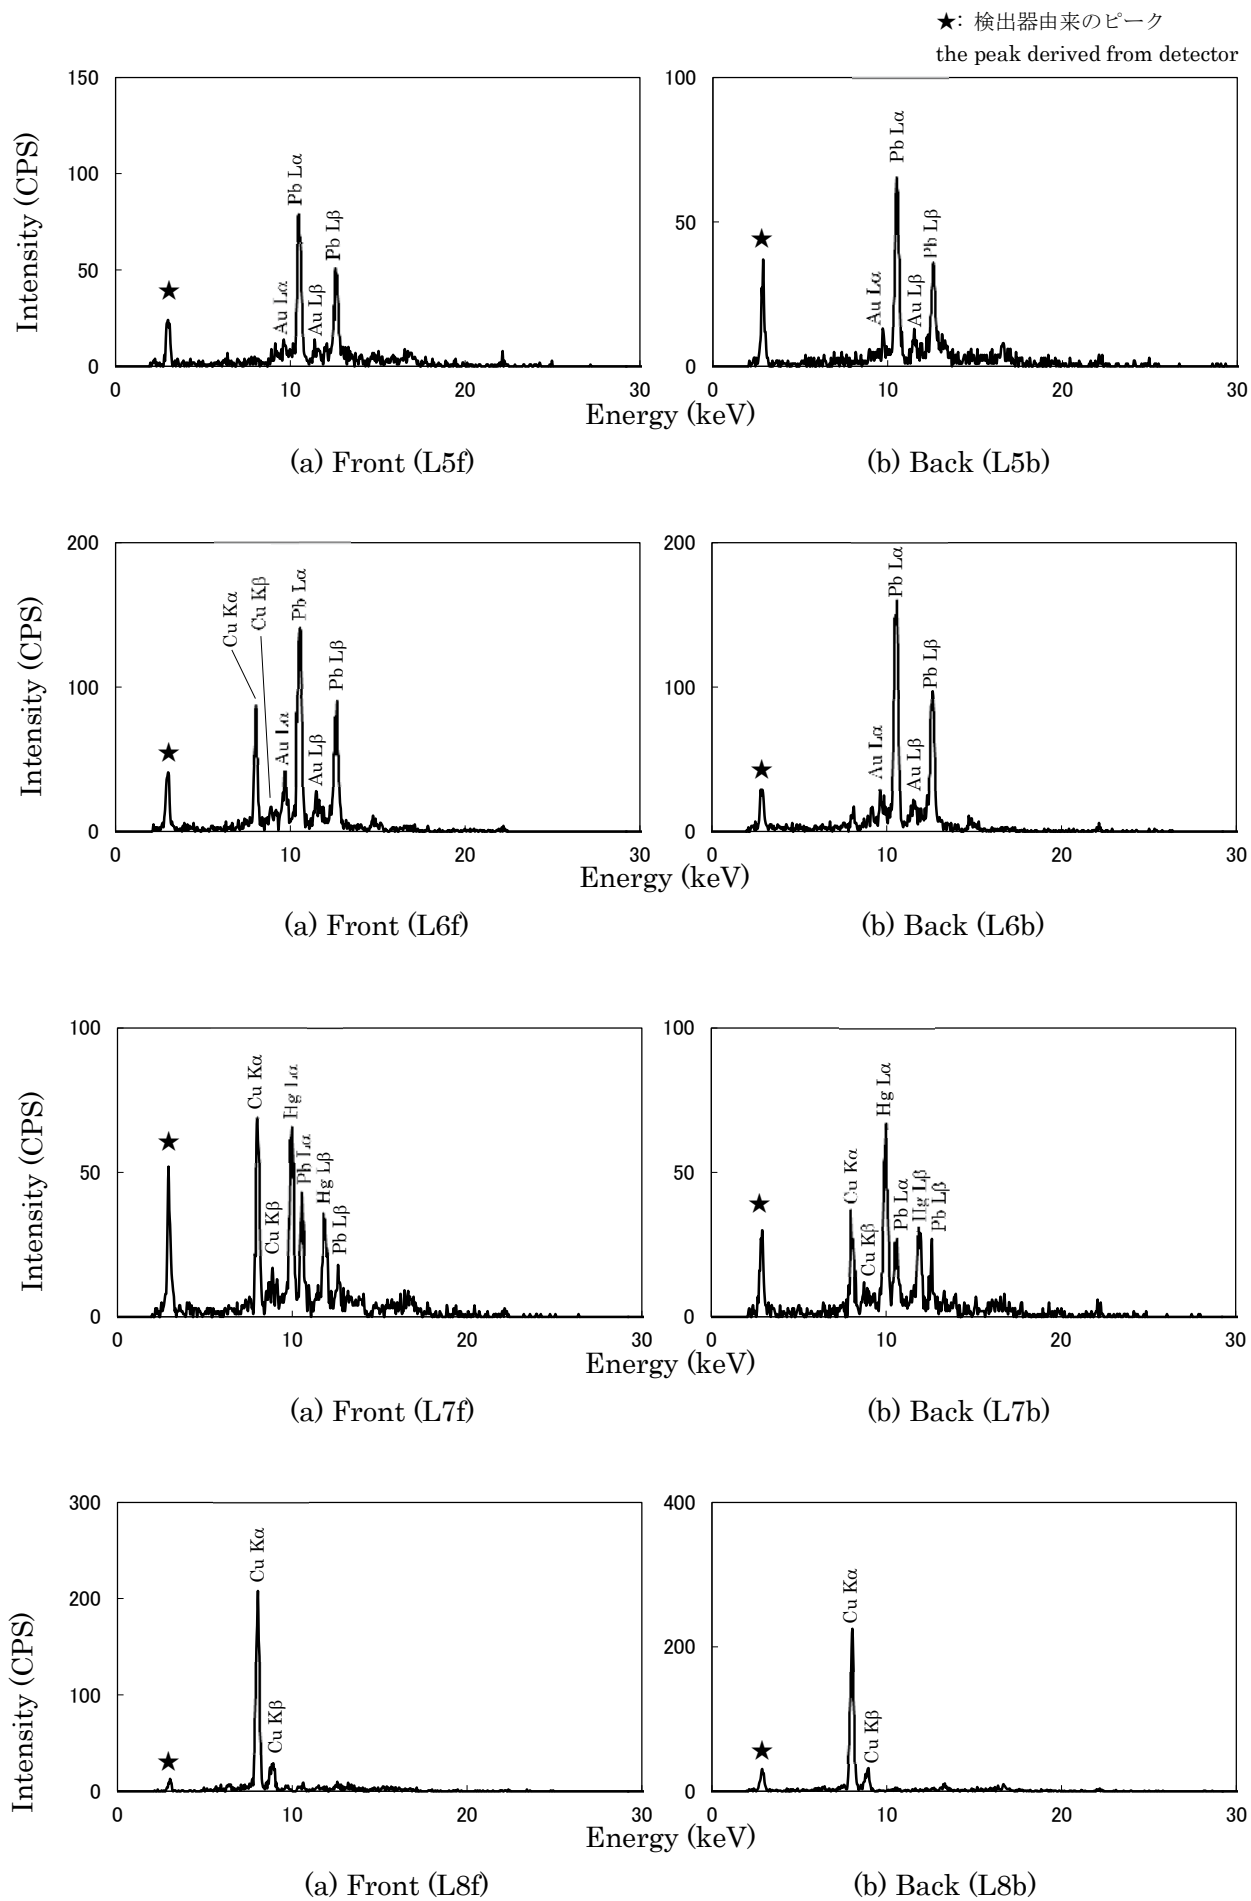 ★: 検出器由来のピーク
the peak derived from detector
Intensity (CPS)
150
100
50
0
0
10
20
30
★
Au Lα
Pb Lα
Au Lβ
Pb Lβ
100
50
0
0
10
20
30
★
Au Lα
Pb Lα
Au Lβ
Pb Lβ
Energy (keV)
(a) Front (L5f)
(b) Back (L5b)
Intensity (CPS)
200
100
0
0
10
20
30
★
Cu Kα
Cu Kβ
Au Lα
Pb Lα
Au Lβ
Pb Lβ
200
100
0
0
10
20
30
★
Au Lα
Pb Lα
Au Lβ
Pb Lβ
Energy (keV)
(a) Front (L6f)
(b) Back (L6b)
Intensity (CPS)
100
50
0
0
10
20
30
★
Cu Kα
Cu Kβ
Hg Lα
Pb Lα
Hg Lβ
Pb Lβ
100
50
0
0
10
20
30
★
Cu Kα
Cu Kβ
Hg Lα
Pb Lα
Hg Lβ
Pb Lβ
Energy (keV)
(a) Front (L7f)
(b) Back (L7b)
Intensity (CPS)
300
200
100
0
0
10
20
30
★
Cu Kα
Cu Kβ
400
200
0
0
10
20
30
★
Cu Kα
Cu Kβ
Energy (keV)
(a) Front (L8f)
(b) Back (L8b)